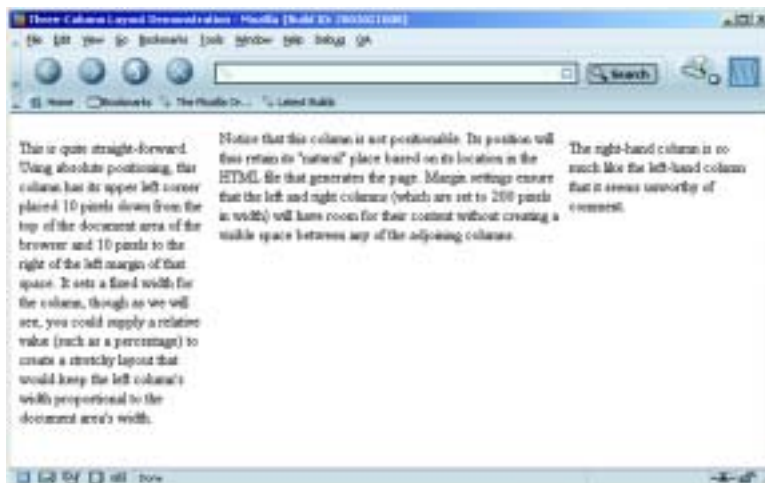 Three-Column Layout Demonstration - Mozilla {Build ID: 2003021008}
File Edit View Go Bookmarks Tools Window Help Debug QA
Search
Home Bookmarks The Mozilla Or... Latest Builds
This is quite straight-forward.
Using absolute positioning, this
column has its upper left corner
placed 10 pixels down from the
top of the document area of the
browser and 10 pixels to the
right of the left margin of that
space. It sets a fixed width for
the column, though as we will
see, you could supply a relative
value (such as a percentage) to
create a stretchy layout that
would keep the left column's
width proportional to the
document area's width.
Notice that this column is not positionable. Its position will
thus retain its "natural" place based on its location in the
HTML file that generates the page. Margin settings ensure
that the left and right columns (which are set to 200 pixels
in width) will have room for their content without creating a
visible space between any of the adjoining columns.
The right-hand column is so
much like the left-hand column
that it seems unworthy of
comment.
Done